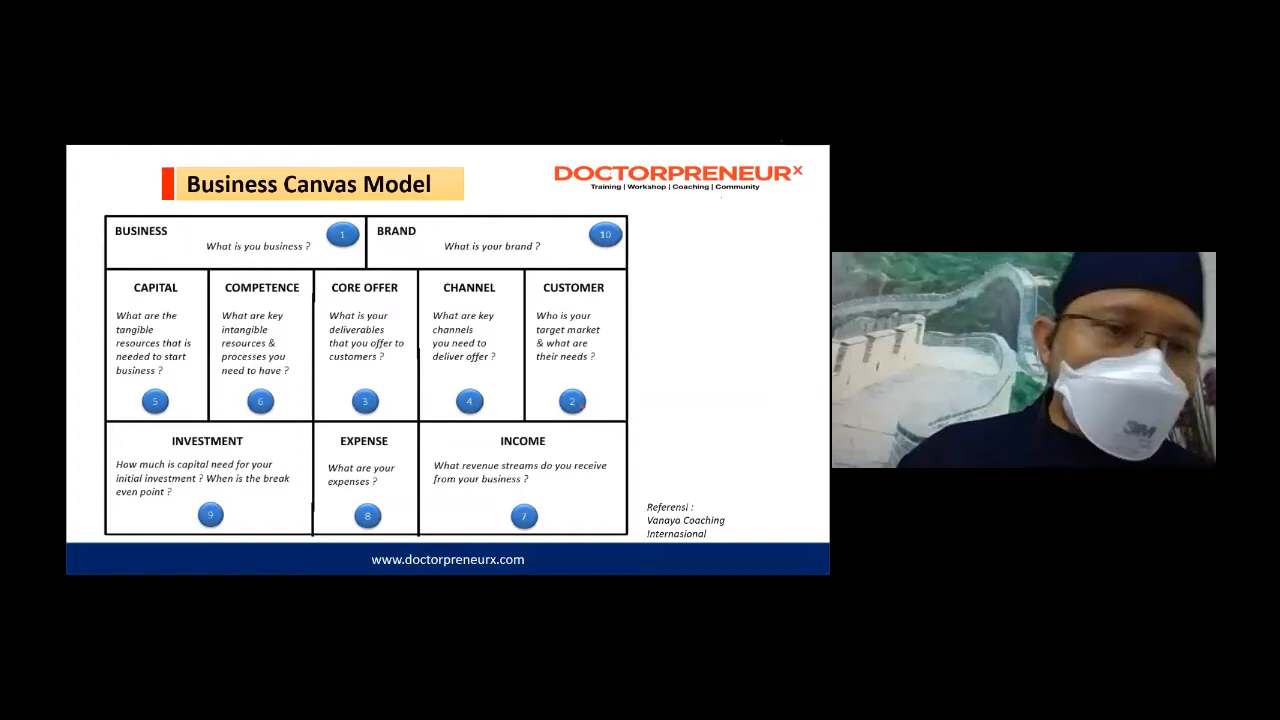 Business Canvas Model
DOCTORPRENEURX
Training | Workshop | Coaching | Community
BUSINESS
What is you business ?
1
BRAND
What is your brand ?
10
CAPITAL
What are the
tangible
resources that is
needed to start
business ?
5
COMPETENCE
What are key
intangible
resources &
processes you
need to have ?
6
CORE OFFER
What is your
deliverables
that you offer to
customers ?
3
CHANNEL
What are key
channels
you need to
deliver offer ?
4
CUSTOMER
Who is your
target market
& what are
their needs ?
2
INVESTMENT
How much is capital need for your
initial investment ? When is the break
even point ?
9
EXPENSE
What are your
expenses ?
8
INCOME
What revenue streams do you receive
from your business ?
7
Referensi :
Vanaya Coaching
Internasional
www.doctorpreneurx.com
3M